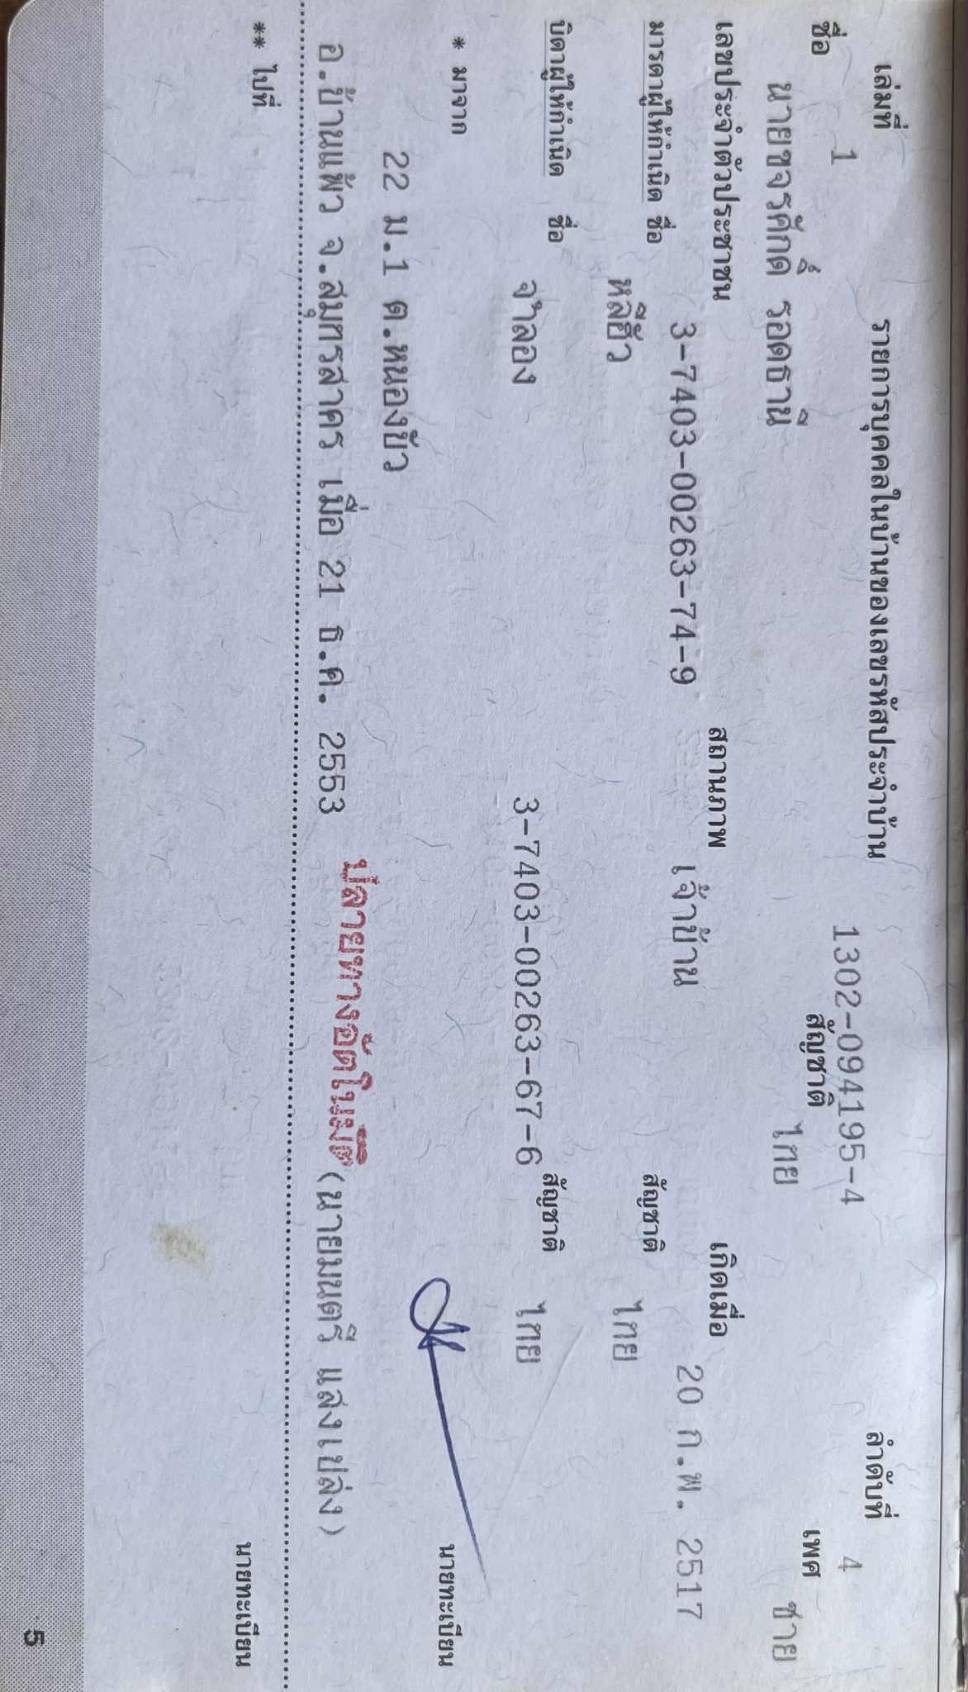 เล่มที่ 1 รายการบุคคลในบ้านของเลขรหัสประจำบ้าน 1302-094195-4 ลำดับที่ 4
ชื่อ นายขจรศักดิ์ รอดธานี สัญชาติ ไทย เพศ ชาย
เลขประจำตัวประชาชน 3-7403-00263-74-9 สถานภาพ เจ้าบ้าน เกิดเมื่อ 20 ก.พ. 2517
มารดาผู้ให้กำเนิด ชื่อ หลีฮัว สัญชาติ ไทย
บิดาผู้ให้กำเนิด ชื่อ จำลอง 3-7403-00263-67-6 สัญชาติ ไทย
* มาจาก 22 ม.1 ต.หนองบัว นายทะเบียน
อ.บ้านแพ้ว จ.สมุทรสาคร เมื่อ 21 ธ.ค. 2553 ปลายทางอัตโนมัติ (นายมนตรี แสงเปล่ง)
** ไปที่ นายทะเบียน
5